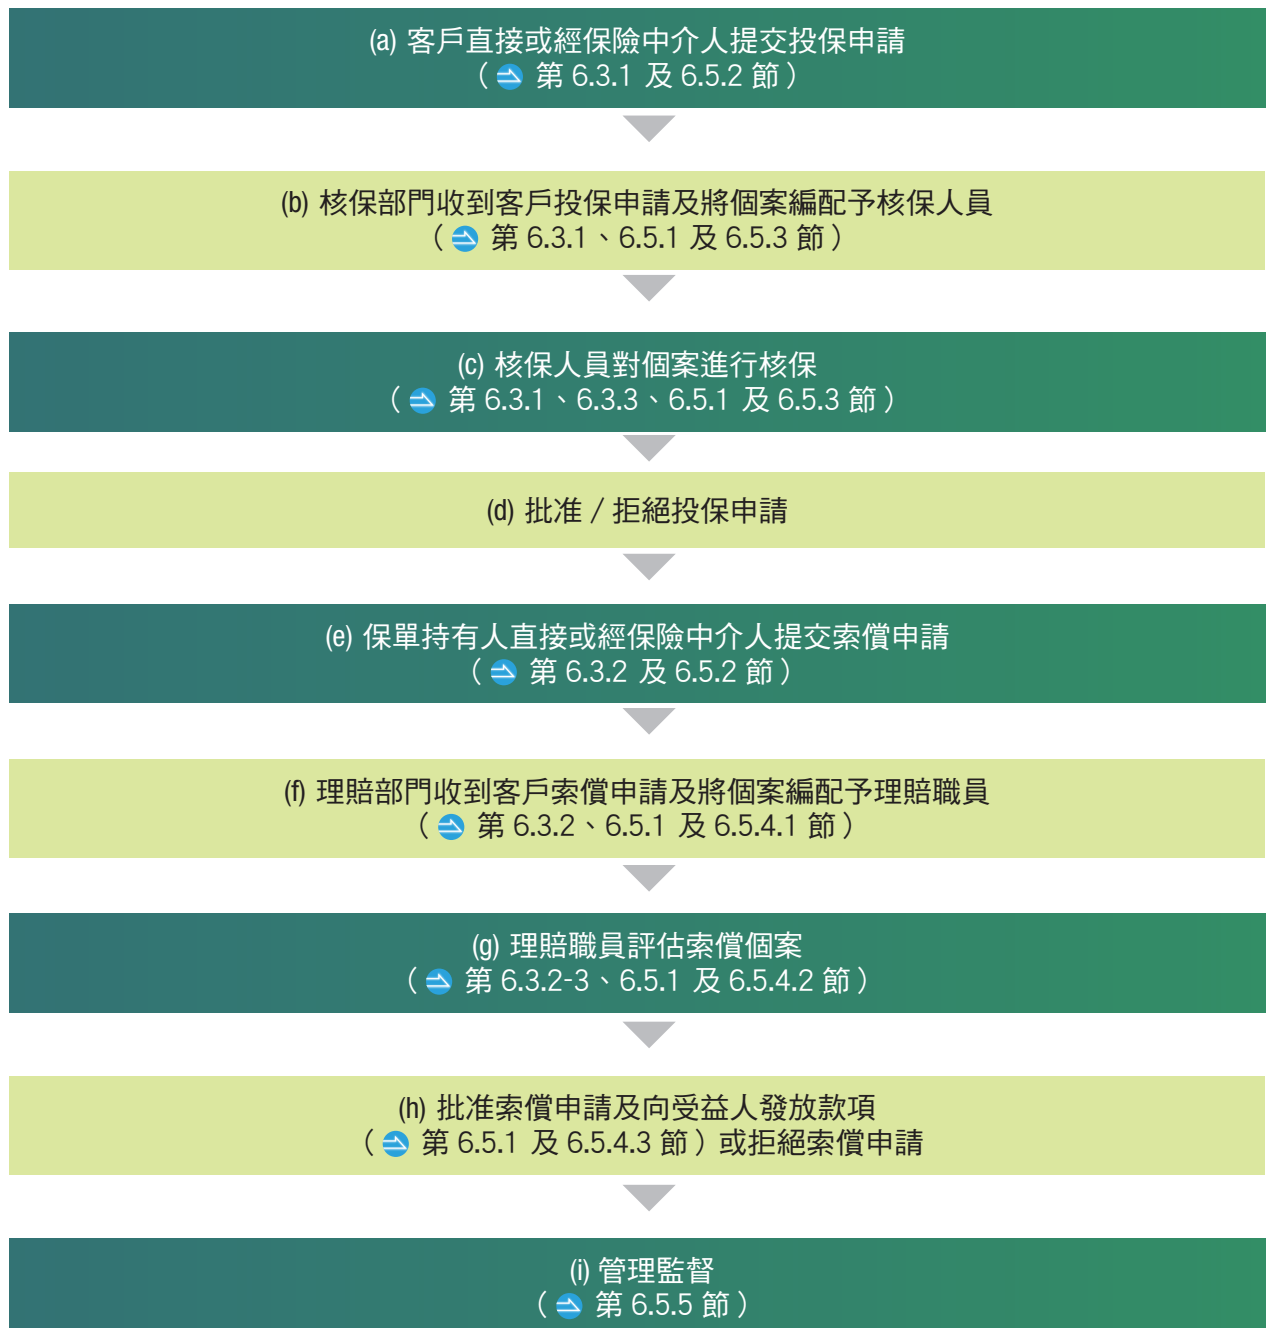 (a) 客戶直接或經保險中介人提交投保申請
（ 第 6.3.1 及 6.5.2 節）
(b) 核保部門收到客戶投保申請及將個案編配予核保人員
（ 第 6.3.1、6.5.1 及 6.5.3 節）
(c) 核保人員對個案進行核保
（ 第 6.3.1、6.3.3、6.5.1 及 6.5.3 節）
(d) 批准 / 拒絕投保申請
(e) 保單持有人直接或經保險中介人提交索償申請
（ 第 6.3.2 及 6.5.2 節）
(f) 理賠部門收到客戶索償申請及將個案編配予理賠職員
（ 第 6.3.2、6.5.1 及 6.5.4.1 節）
(g) 理賠職員評估索償個案
（ 第 6.3.2-3、6.5.1 及 6.5.4.2 節）
(h) 批准索償申請及向受益人發放款項
（ 第 6.5.1 及 6.5.4.3 節）或拒絕索償申請
(i) 管理監督
（ 第 6.5.5 節）